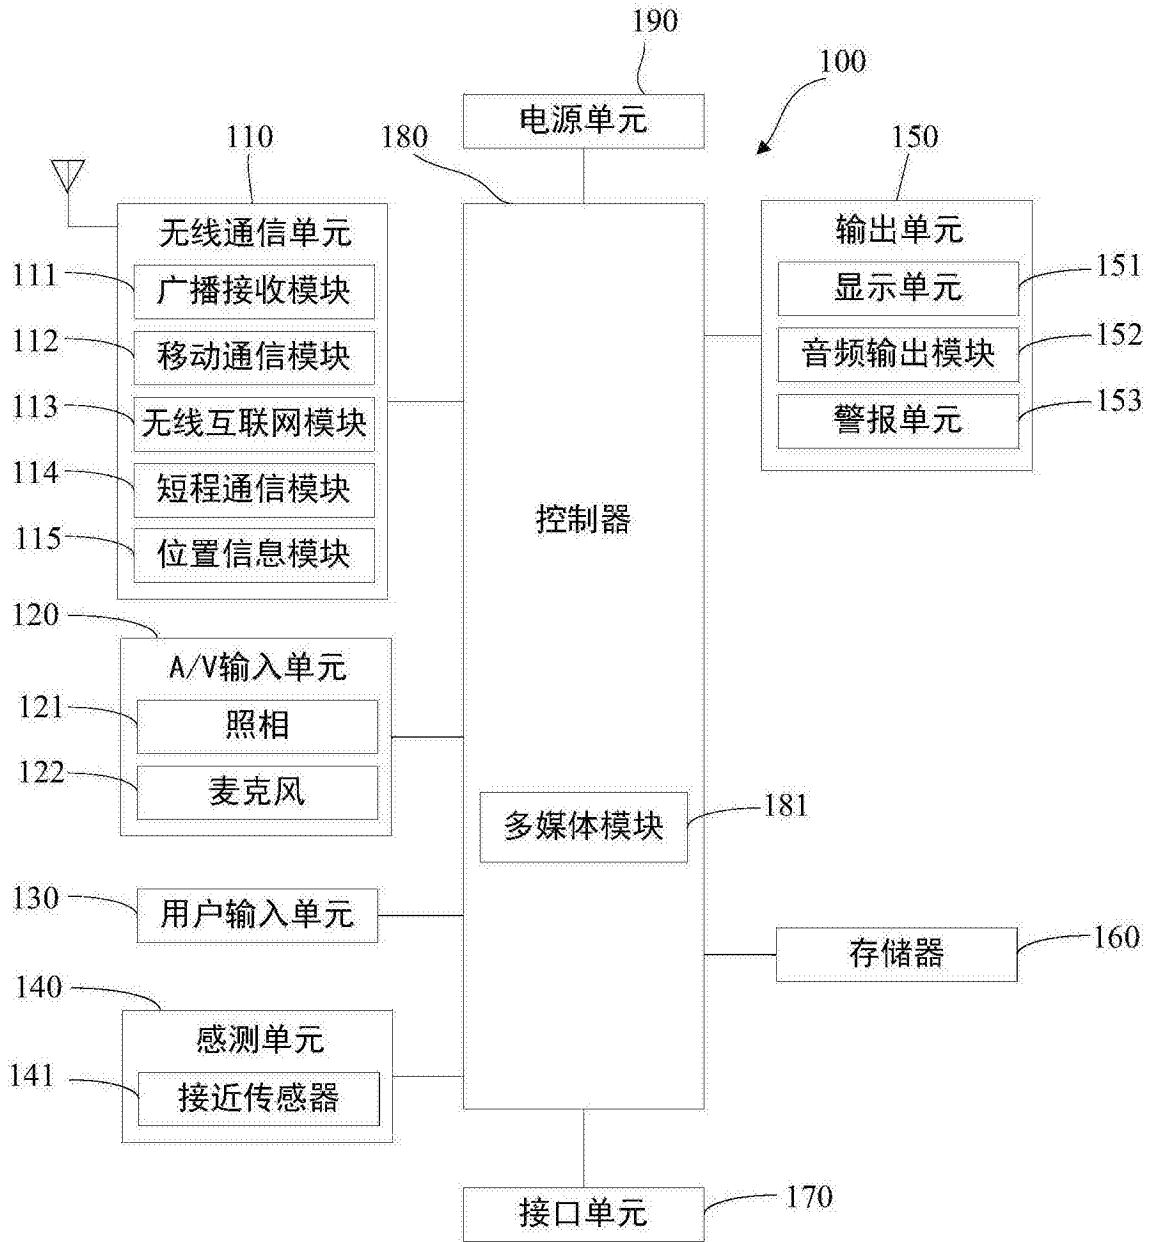 190
100
电源单元
110
180
150
无线通信单元
111
广播接收模块
112
移动通信模块
113
无线互联网模块
114
短程通信模块
115
位置信息模块
输出单元
151
显示单元
152
音频输出模块
153
警报单元
控制器
120
A/V输入单元
121
照相
122
麦克风
多媒体模块
181
130
用户输入单元
存储器
160
140
感测单元
141
接近传感器
接口单元
170